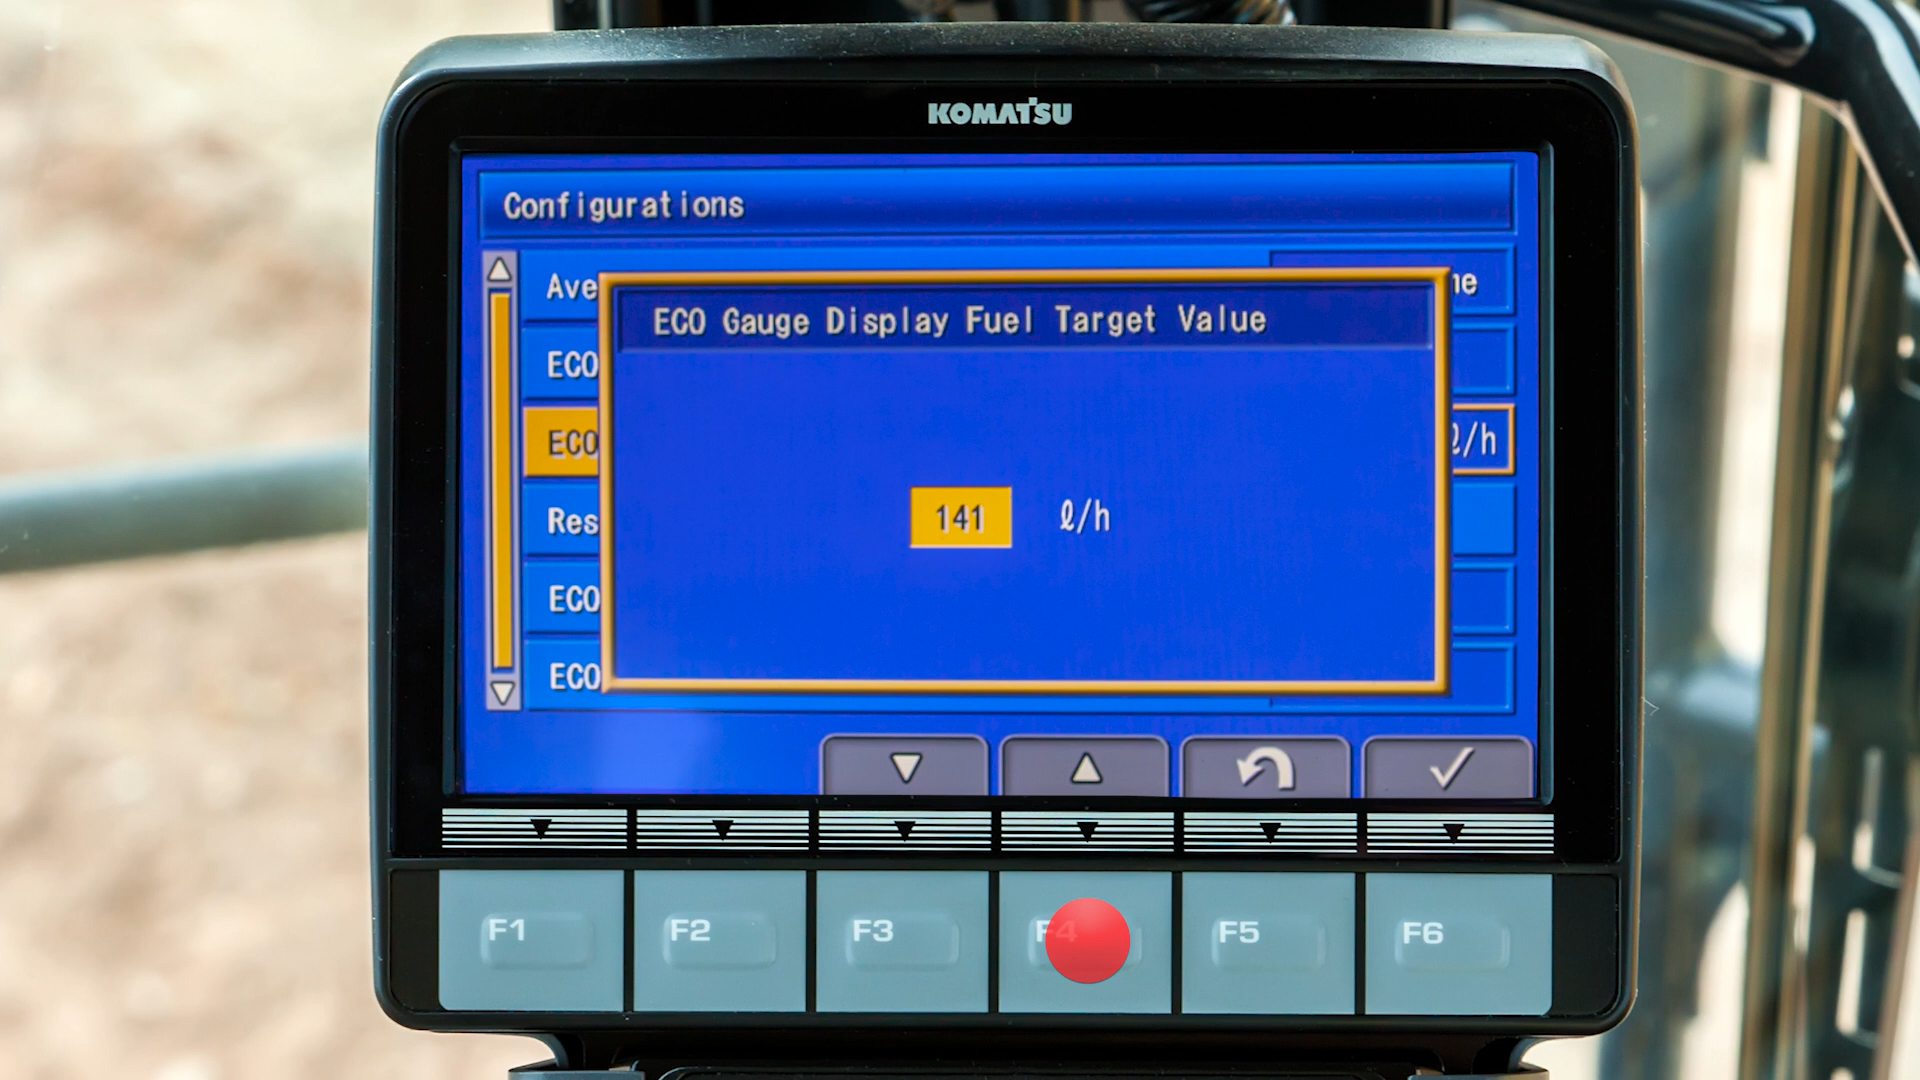 KOMATSU
Configurations
Ave
ne
ECO Gauge Display Fuel Target Value
ECO
ECO
ℓ/h
141 ℓ/h
Res
ECO
ECO
F1 F2 F3 F4 F5 F6